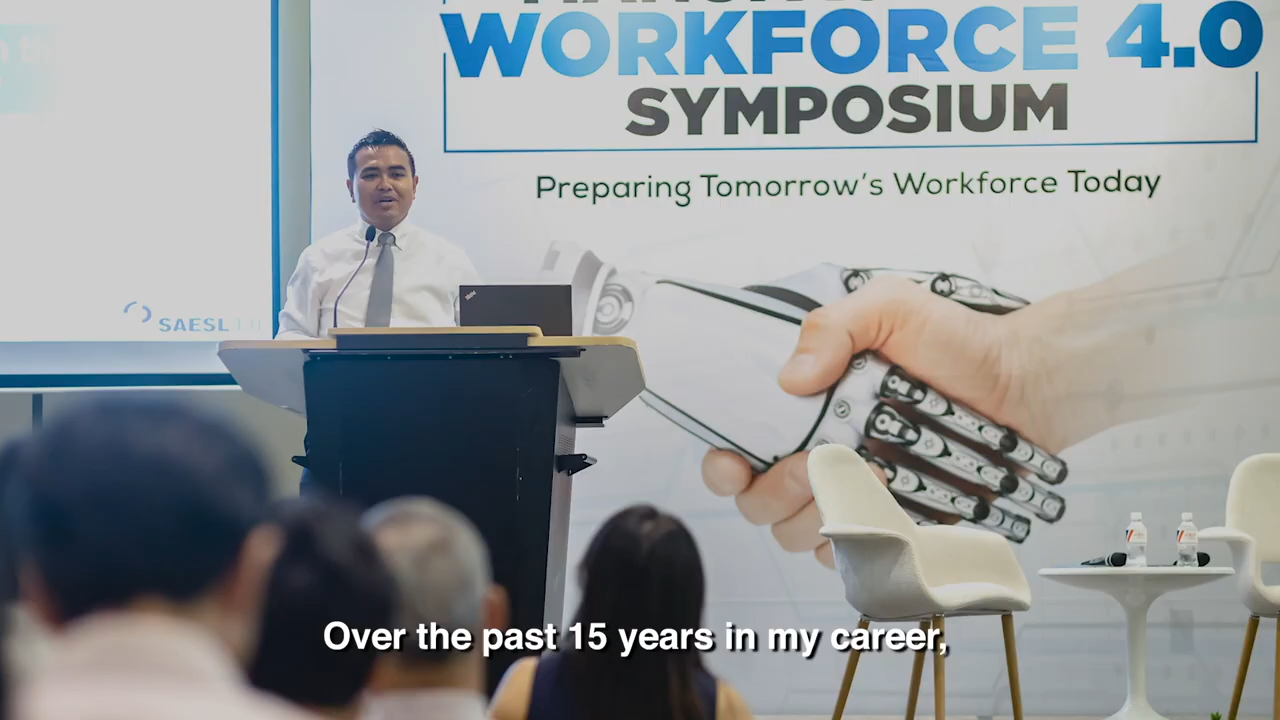 WORKFORCE 4.0
SYMPOSIUM
Preparing Tomorrow's Workforce Today
SAESL
Over the past 15 years in my career,